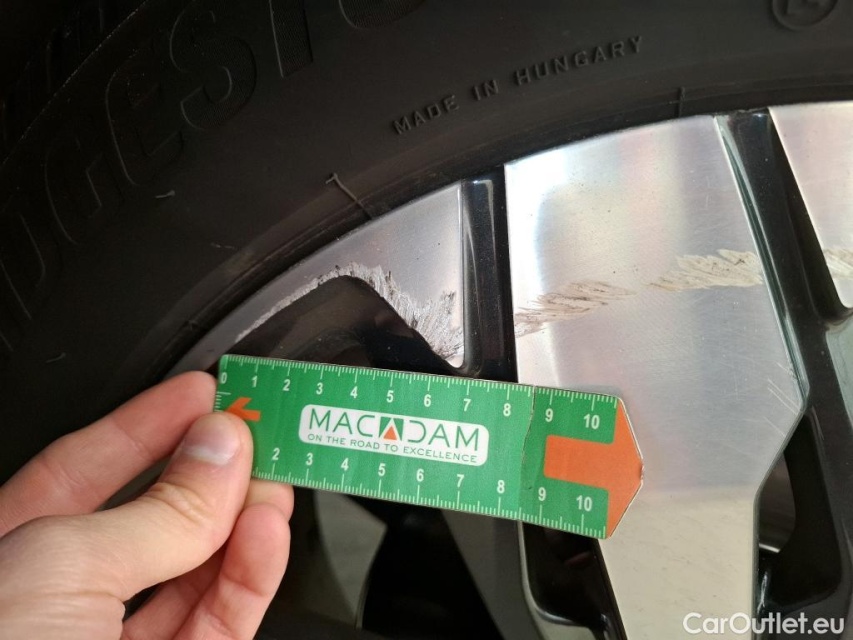 MADE IN HUNGARY
0 1 2 3 4 5 6 7 8 9 10
MACADAM
ON THE ROAD TO EXCELLENCE
2 3 4 5 6 7 8 9 10
CarOutlet.eu